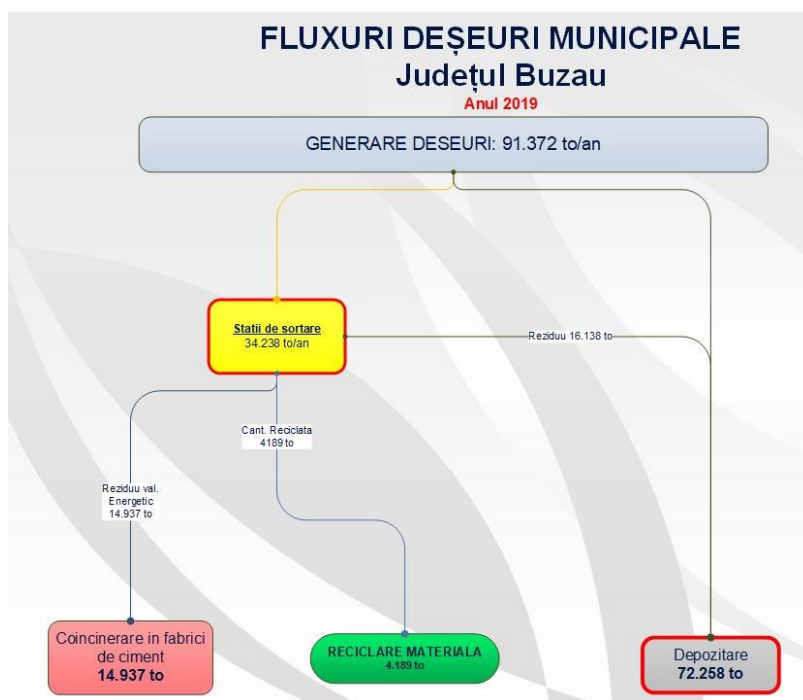 FLUXURI DEȘEURI MUNICIPALE
Județul Buzau
Anul 2019
GENERARE DESEURI: 91.372 to/an
Statii de sortare
34.238 to/an
Reziduu 16.138 to
Cant. Reciclata
4189 to
Reziduu val.
Energetic
14.937 to
Coincinerare in fabrici
de ciment
14.937 to
RECICLARE MATERIALA
4.189 to
Depozitare
72.258 to